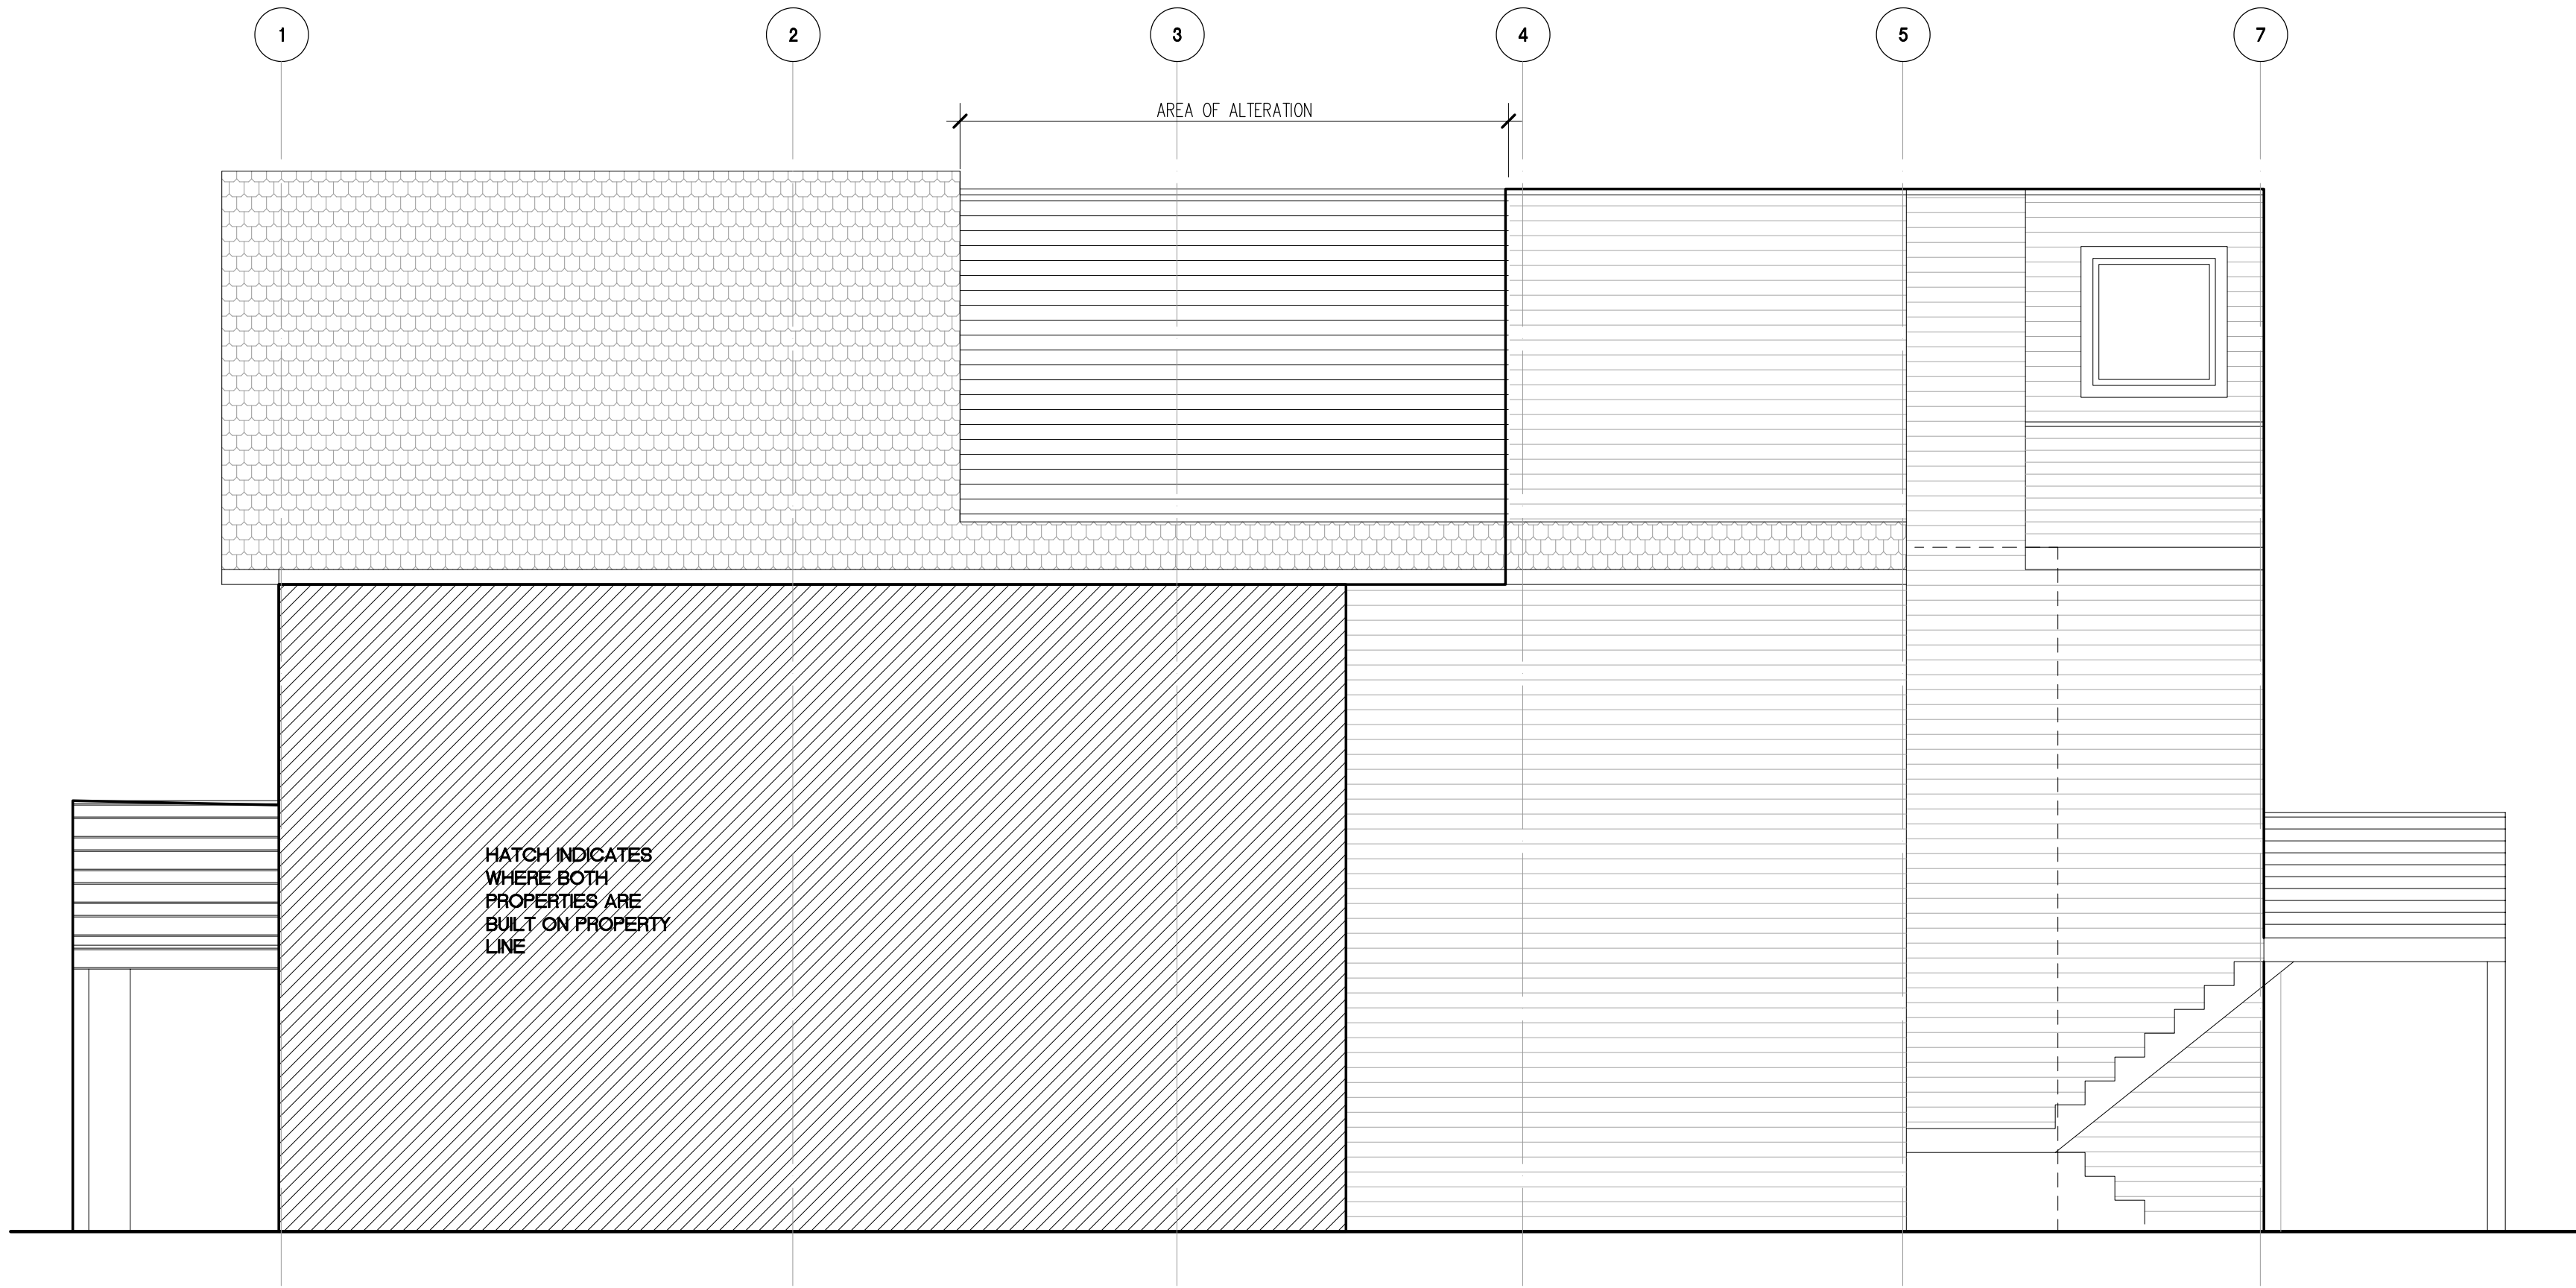 1 2 3 4 5 7
AREA OF ALTERATION
HATCH INDICATES
WHERE BOTH
PROPERTIES ARE
BUILT ON PROPERTY
LINE